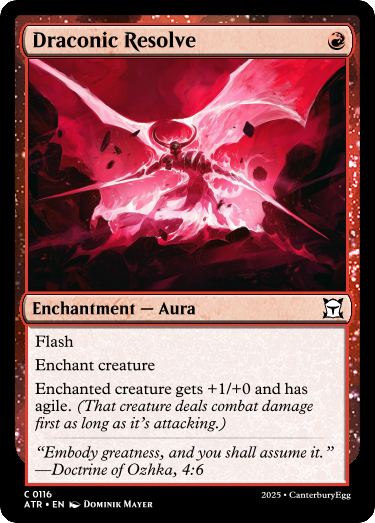 Draconic Resolve
Enchantment — Aura
Flash
Enchant creature
Enchanted creature gets +1/+0 and has
agile. (That creature deals combat damage
first as long as it's attacking.)
“Embody greatness, and you shall assume it.”
—Doctrine of Ozhka, 4:6
C 0116
ATR • EN Dominik Mayer
2025 • CanterburyEgg